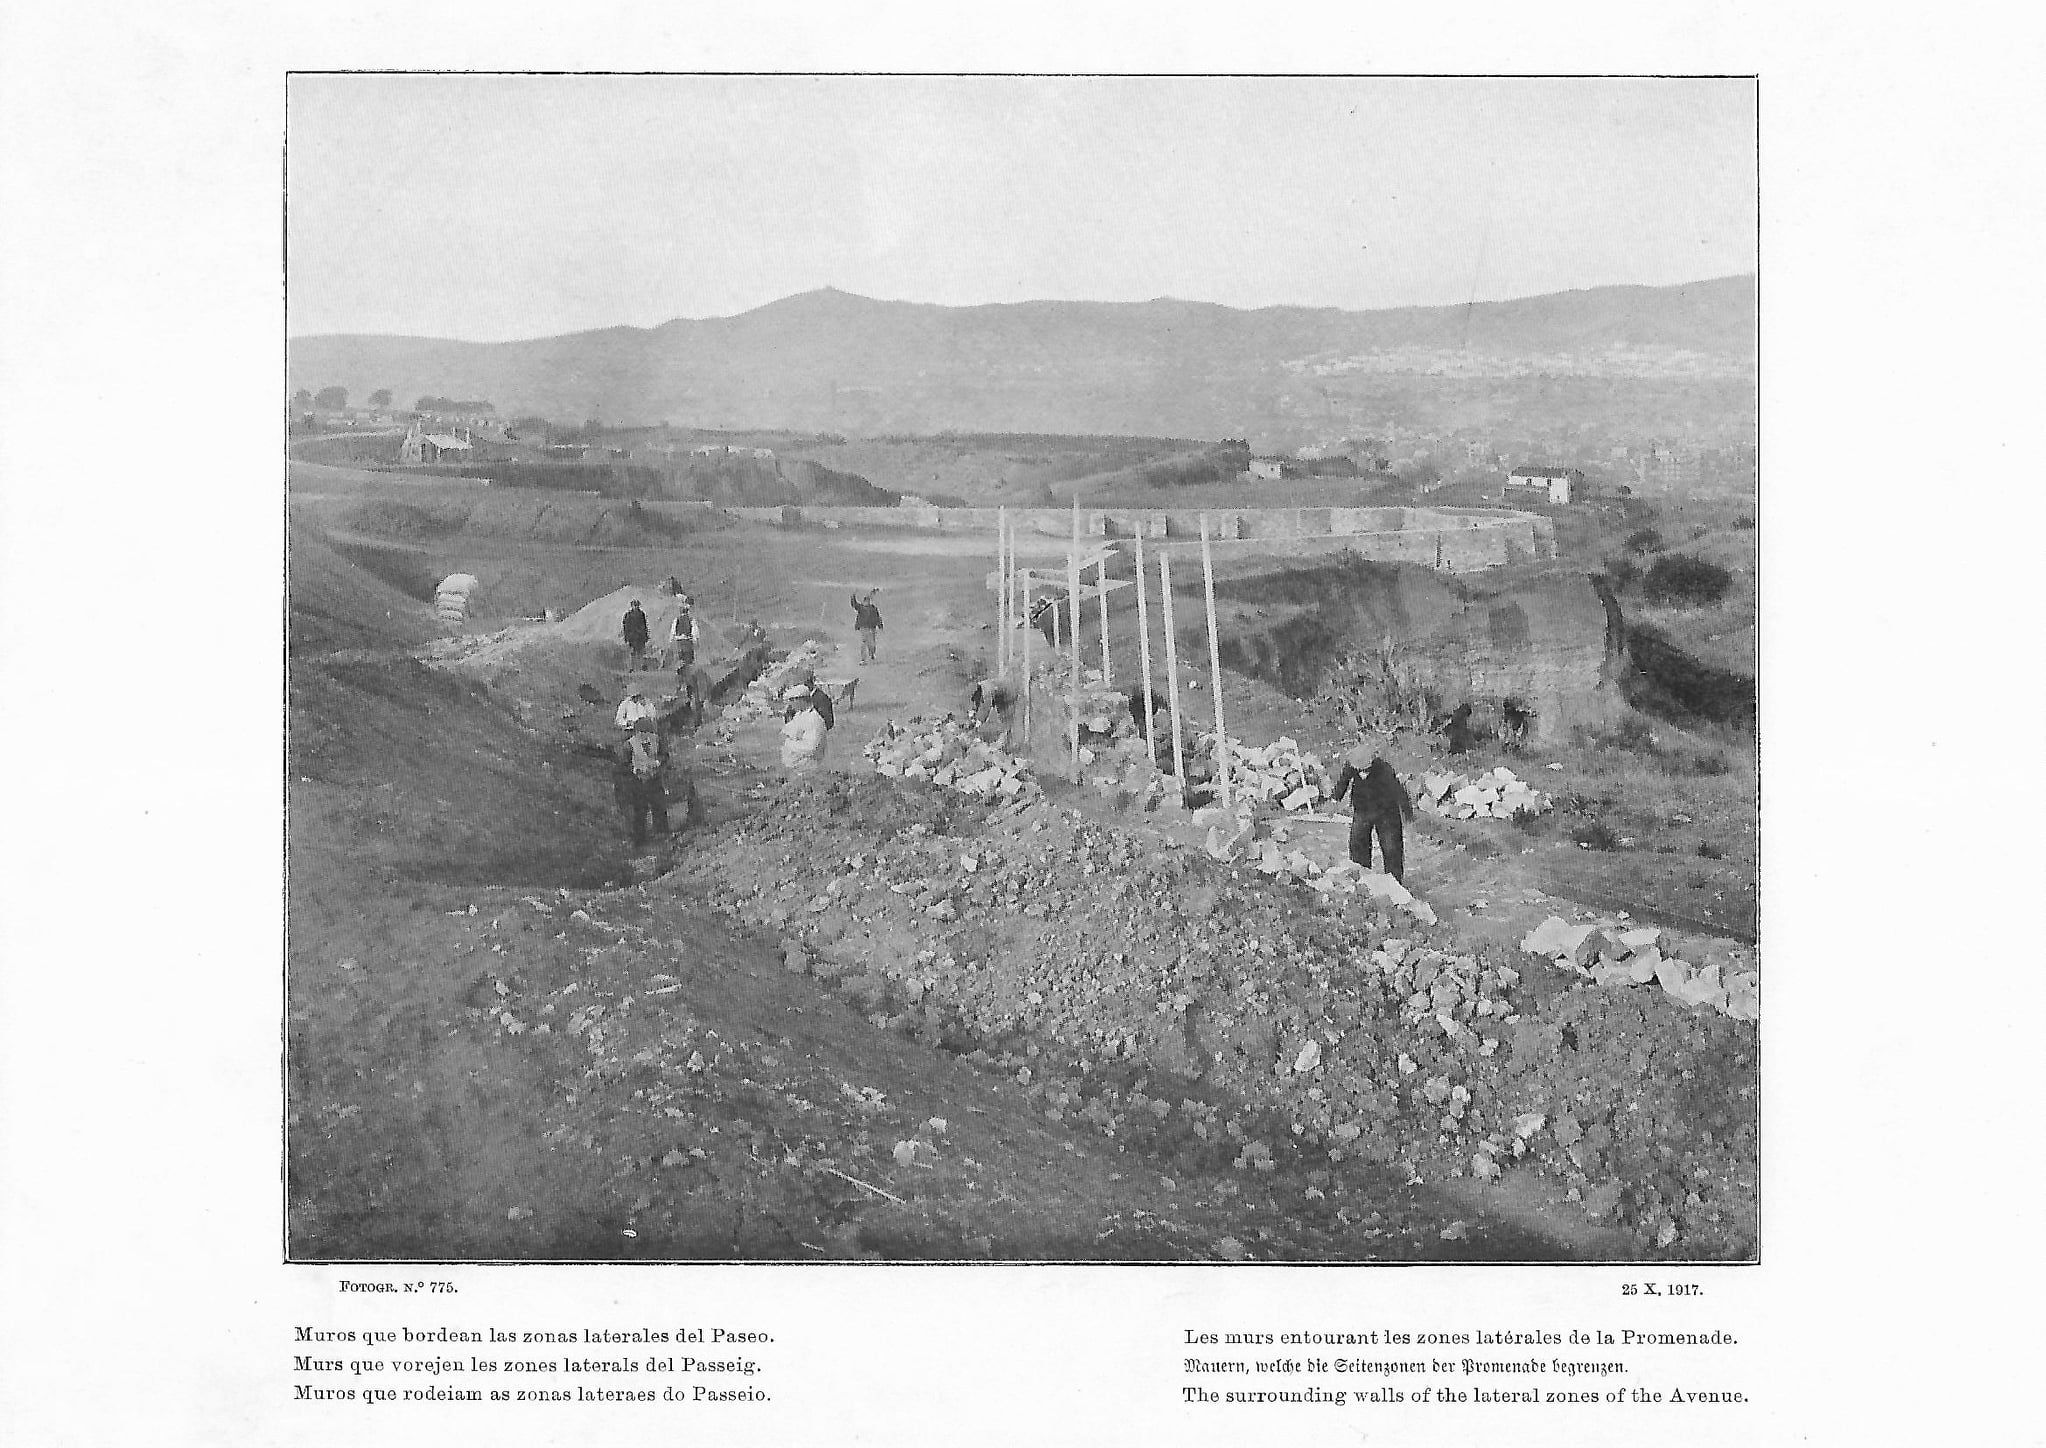 FOTOGR. N.º 775.
25 X, 1917.
Muros que bordean las zonas laterales del Paseo.
Murs que vorejen les zones laterals del Passeig.
Muros que rodeiam as zonas lateraes do Passeio.
Les murs entourant les zones latérales de la Promenade.
Mauern, welche die Seitenzonen der Promenade begrenzen.
The surrounding walls of the lateral zones of the Avenue.